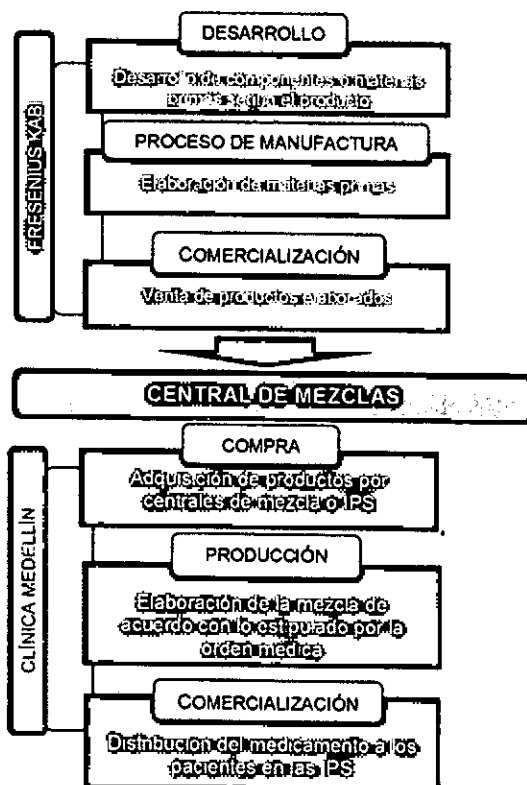 DESARROLLO
Desarrollo de componentes o materias
primas según el producto
FRESENIUS KABI
PROCESO DE MANUFACTURA
Elaboración de materias primas
COMERCIALIZACIÓN
Venta de productos elaborados
CENTRAL DE MEZCLAS
COMPRA
Adquisición de productos por
centrales de mezcla o IPS
CLÍNICA MEDELLÍN
PRODUCCIÓN
Elaboración de la mezcla de
acuerdo con lo estipulado por la
orden medica
COMERCIALIZACIÓN
Distribución del medicamento a los
pacientes en las IPS